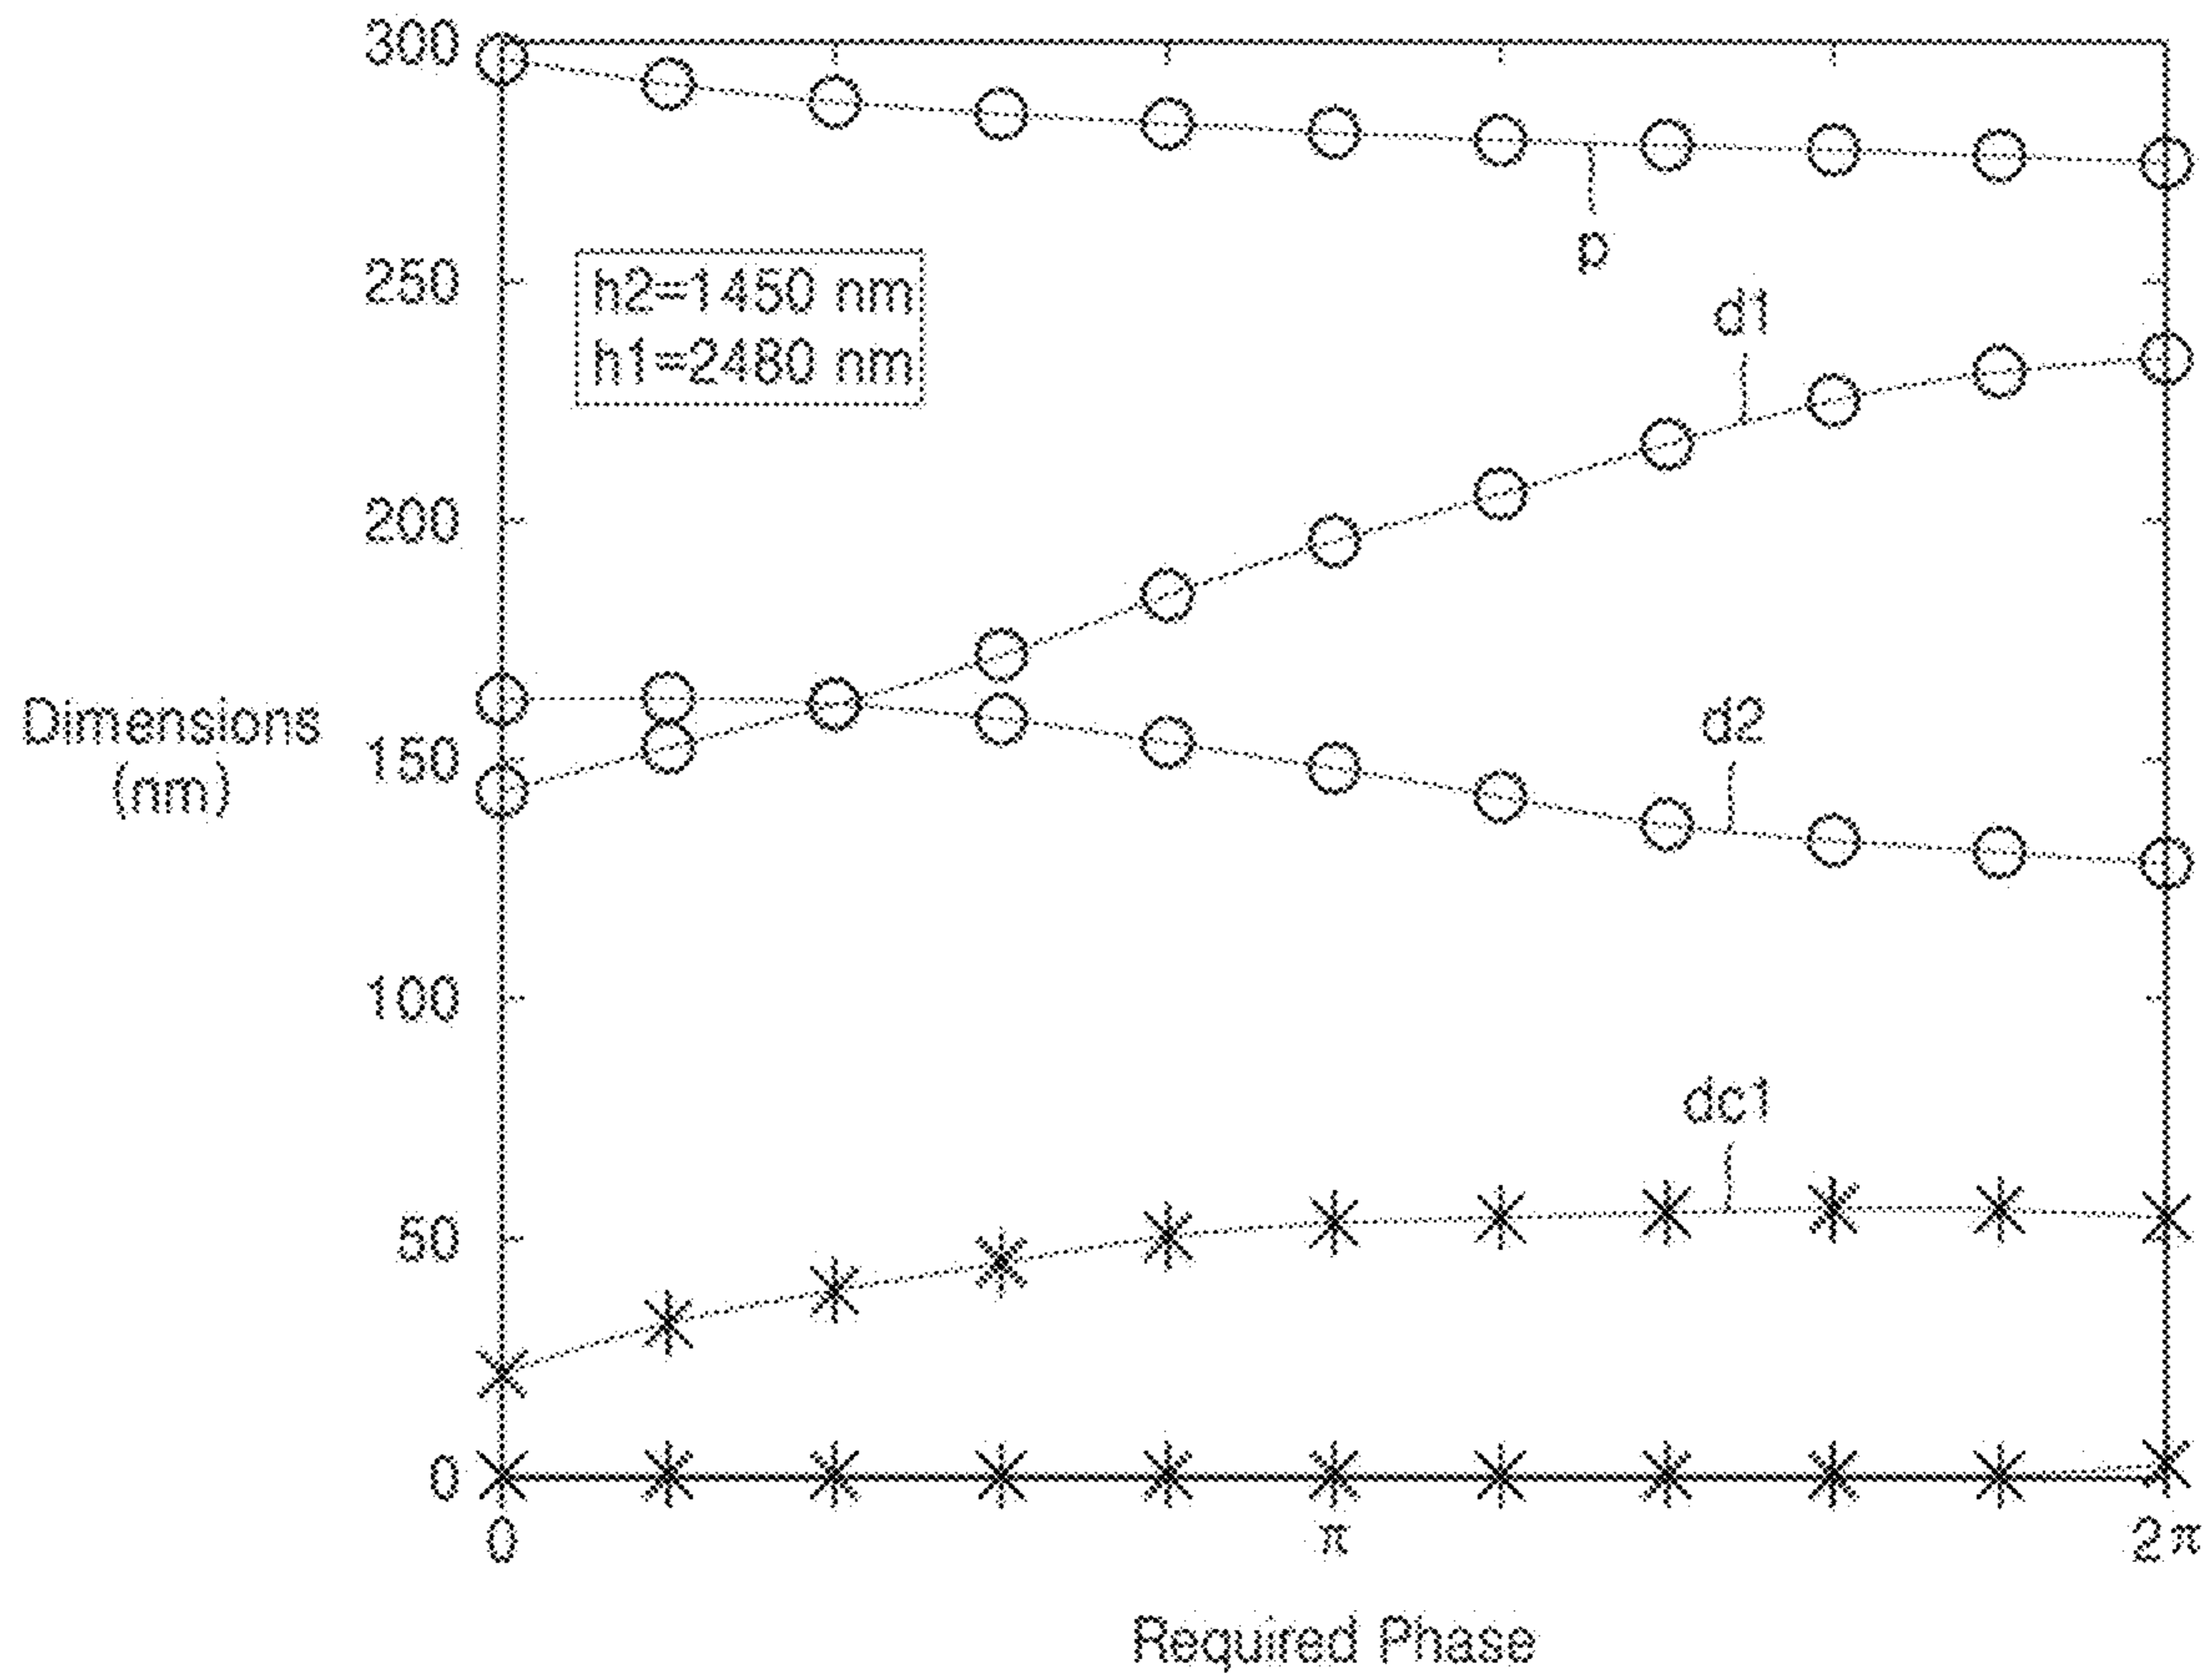 300
p
250
h2=1450 nm
h1=2480 nm
d1
200
Dimensions
(nm)
150
d2
100
dc1
50
0
0
π
2π
Required Phase